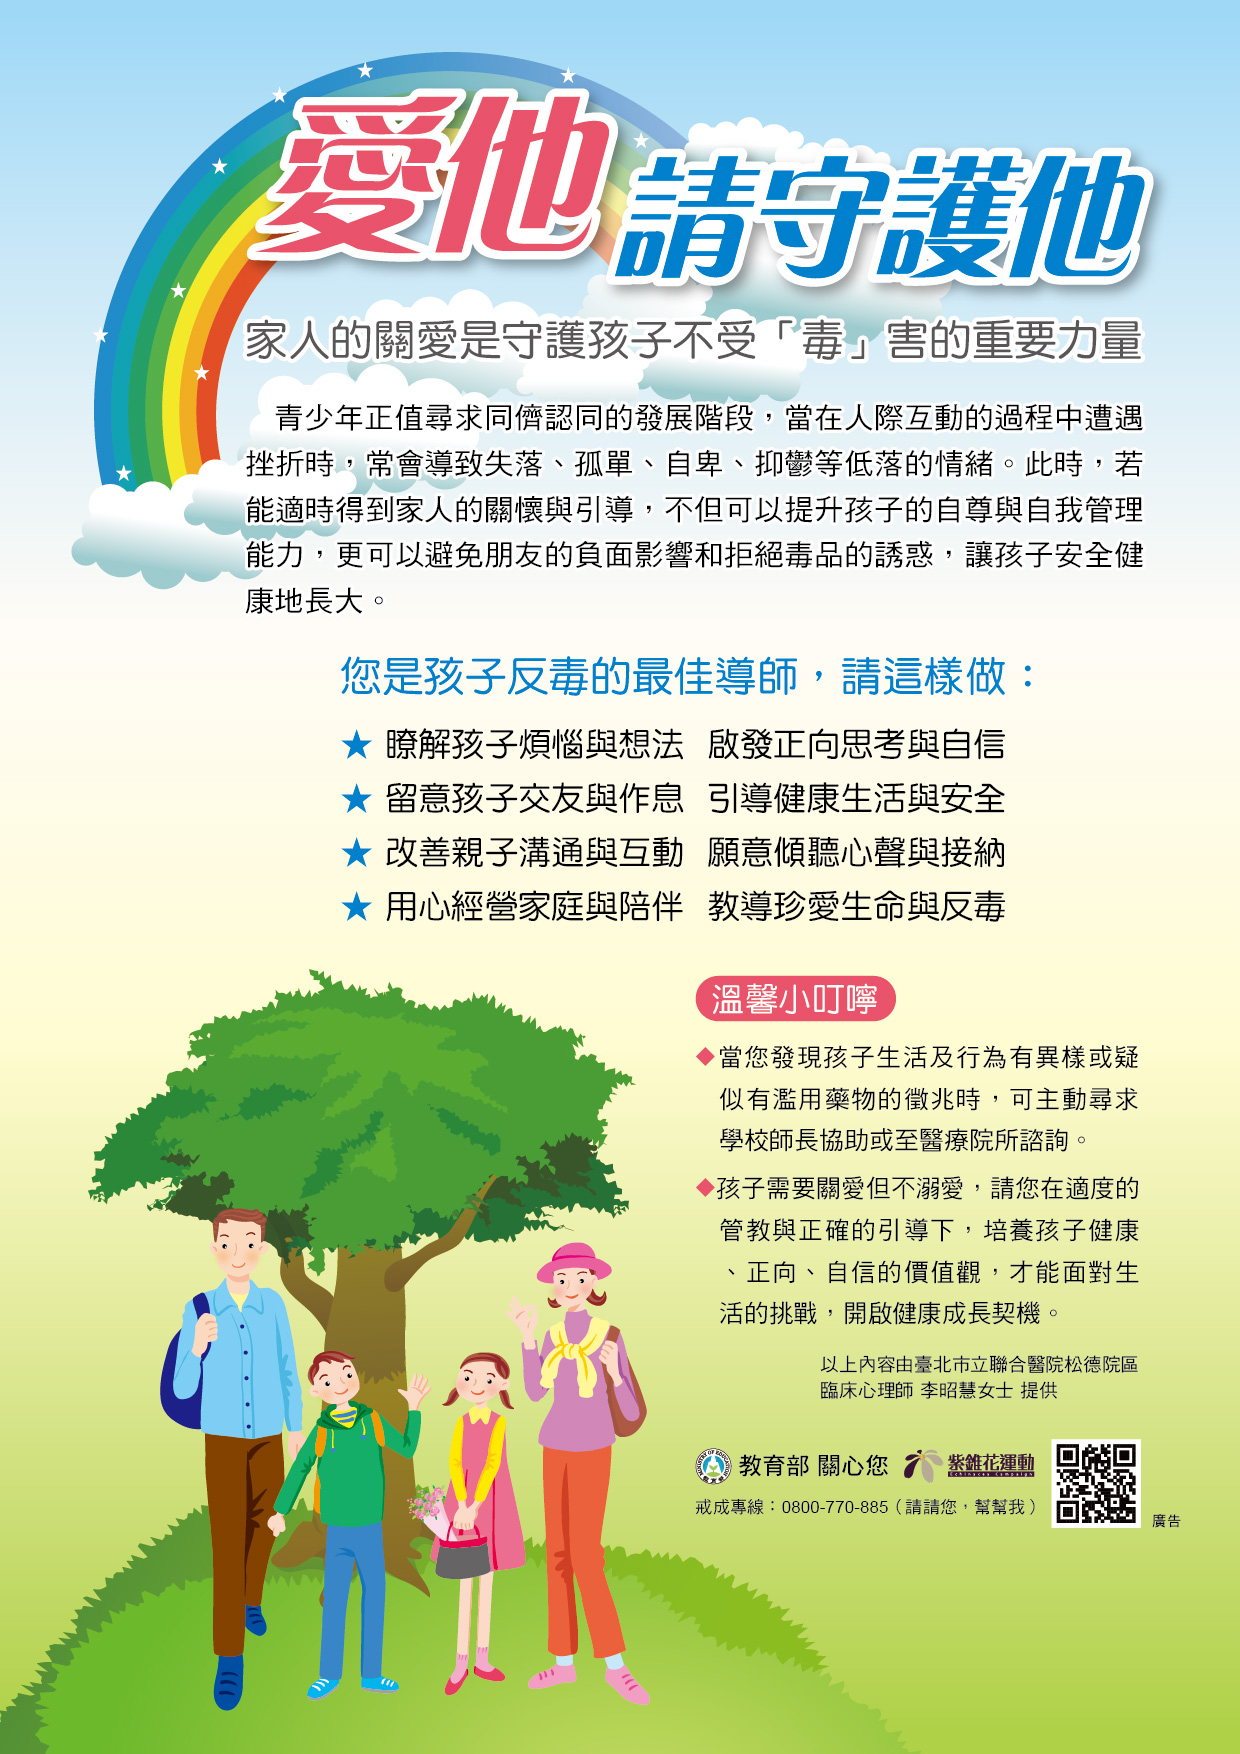 愛他 請守護他
家人的關愛是守護孩子不受「毒」害的重要力量
青少年正值尋求同儕認同的發展階段，當在人際互動的過程中遭遇
挫折時，常會導致失落、孤單、自卑、抑鬱等低落的情緒。此時，若
能適時得到家人的關懷與引導，不但可以提升孩子的自尊與自我管理
能力，更可以避免朋友的負面影響和拒絕毒品的誘惑，讓孩子安全健
康地長大。
您是孩子反毒的最佳導師，請這樣做：
★ 瞭解孩子煩惱與想法 啟發正向思考與自信
★ 留意孩子交友與作息 引導健康生活與安全
★ 改善親子溝通與互動 願意傾聽心聲與接納
★ 用心經營家庭與陪伴 教導珍愛生命與反毒
溫馨小叮嚀
◆當您發現孩子生活及行為有異樣或疑
似有濫用藥物的徵兆時，可主動尋求
學校師長協助或至醫療院所諮詢。
◆孩子需要關愛但不溺愛，請您在適度的
管教與正確的引導下，培養孩子健康
、正向、自信的價值觀，才能面對生
活的挑戰，開啟健康成長契機。
以上內容由臺北市立聯合醫院松德院區
臨床心理師 李昭慧女士 提供
MINISTRY OF EDUCATION
教育部 關心您
紫錐花運動
Echinacea Campaign
戒成專線：0800-770-885（請請您，幫幫我）
廣告